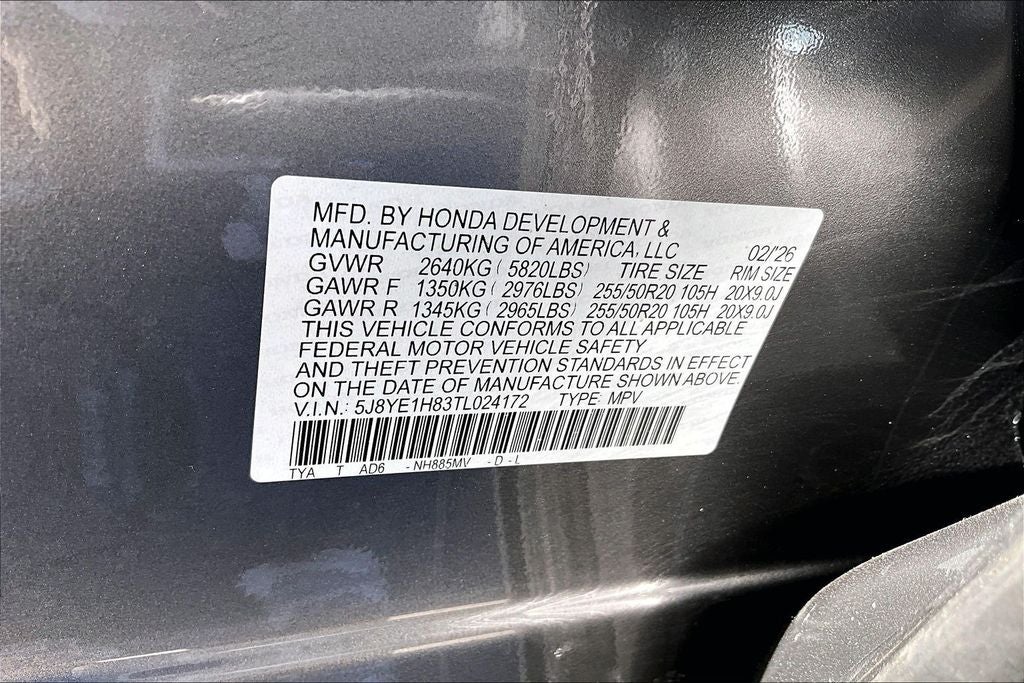 MFD. BY HONDA DEVELOPMENT &
MANUFACTURING OF AMERICA, LLC 02/'26
GVWR 2640KG ( 5820LBS) TIRE SIZE RIM SIZE
GAWR F 1350KG ( 2976LBS) 255/50R20 105H 20X9.0J
GAWR R 1345KG ( 2965LBS) 255/50R20 105H 20X9.0J
THIS VEHICLE CONFORMS TO ALL APPLICABLE
FEDERAL MOTOR VEHICLE SAFETY
AND THEFT PREVENTION STANDARDS IN EFFECT
ON THE DATE OF MANUFACTURE SHOWN ABOVE.
V.I.N.: 5J8YE1H83TL024172 TYPE: MPV
TYA T AD6 - NH885MV - D - L